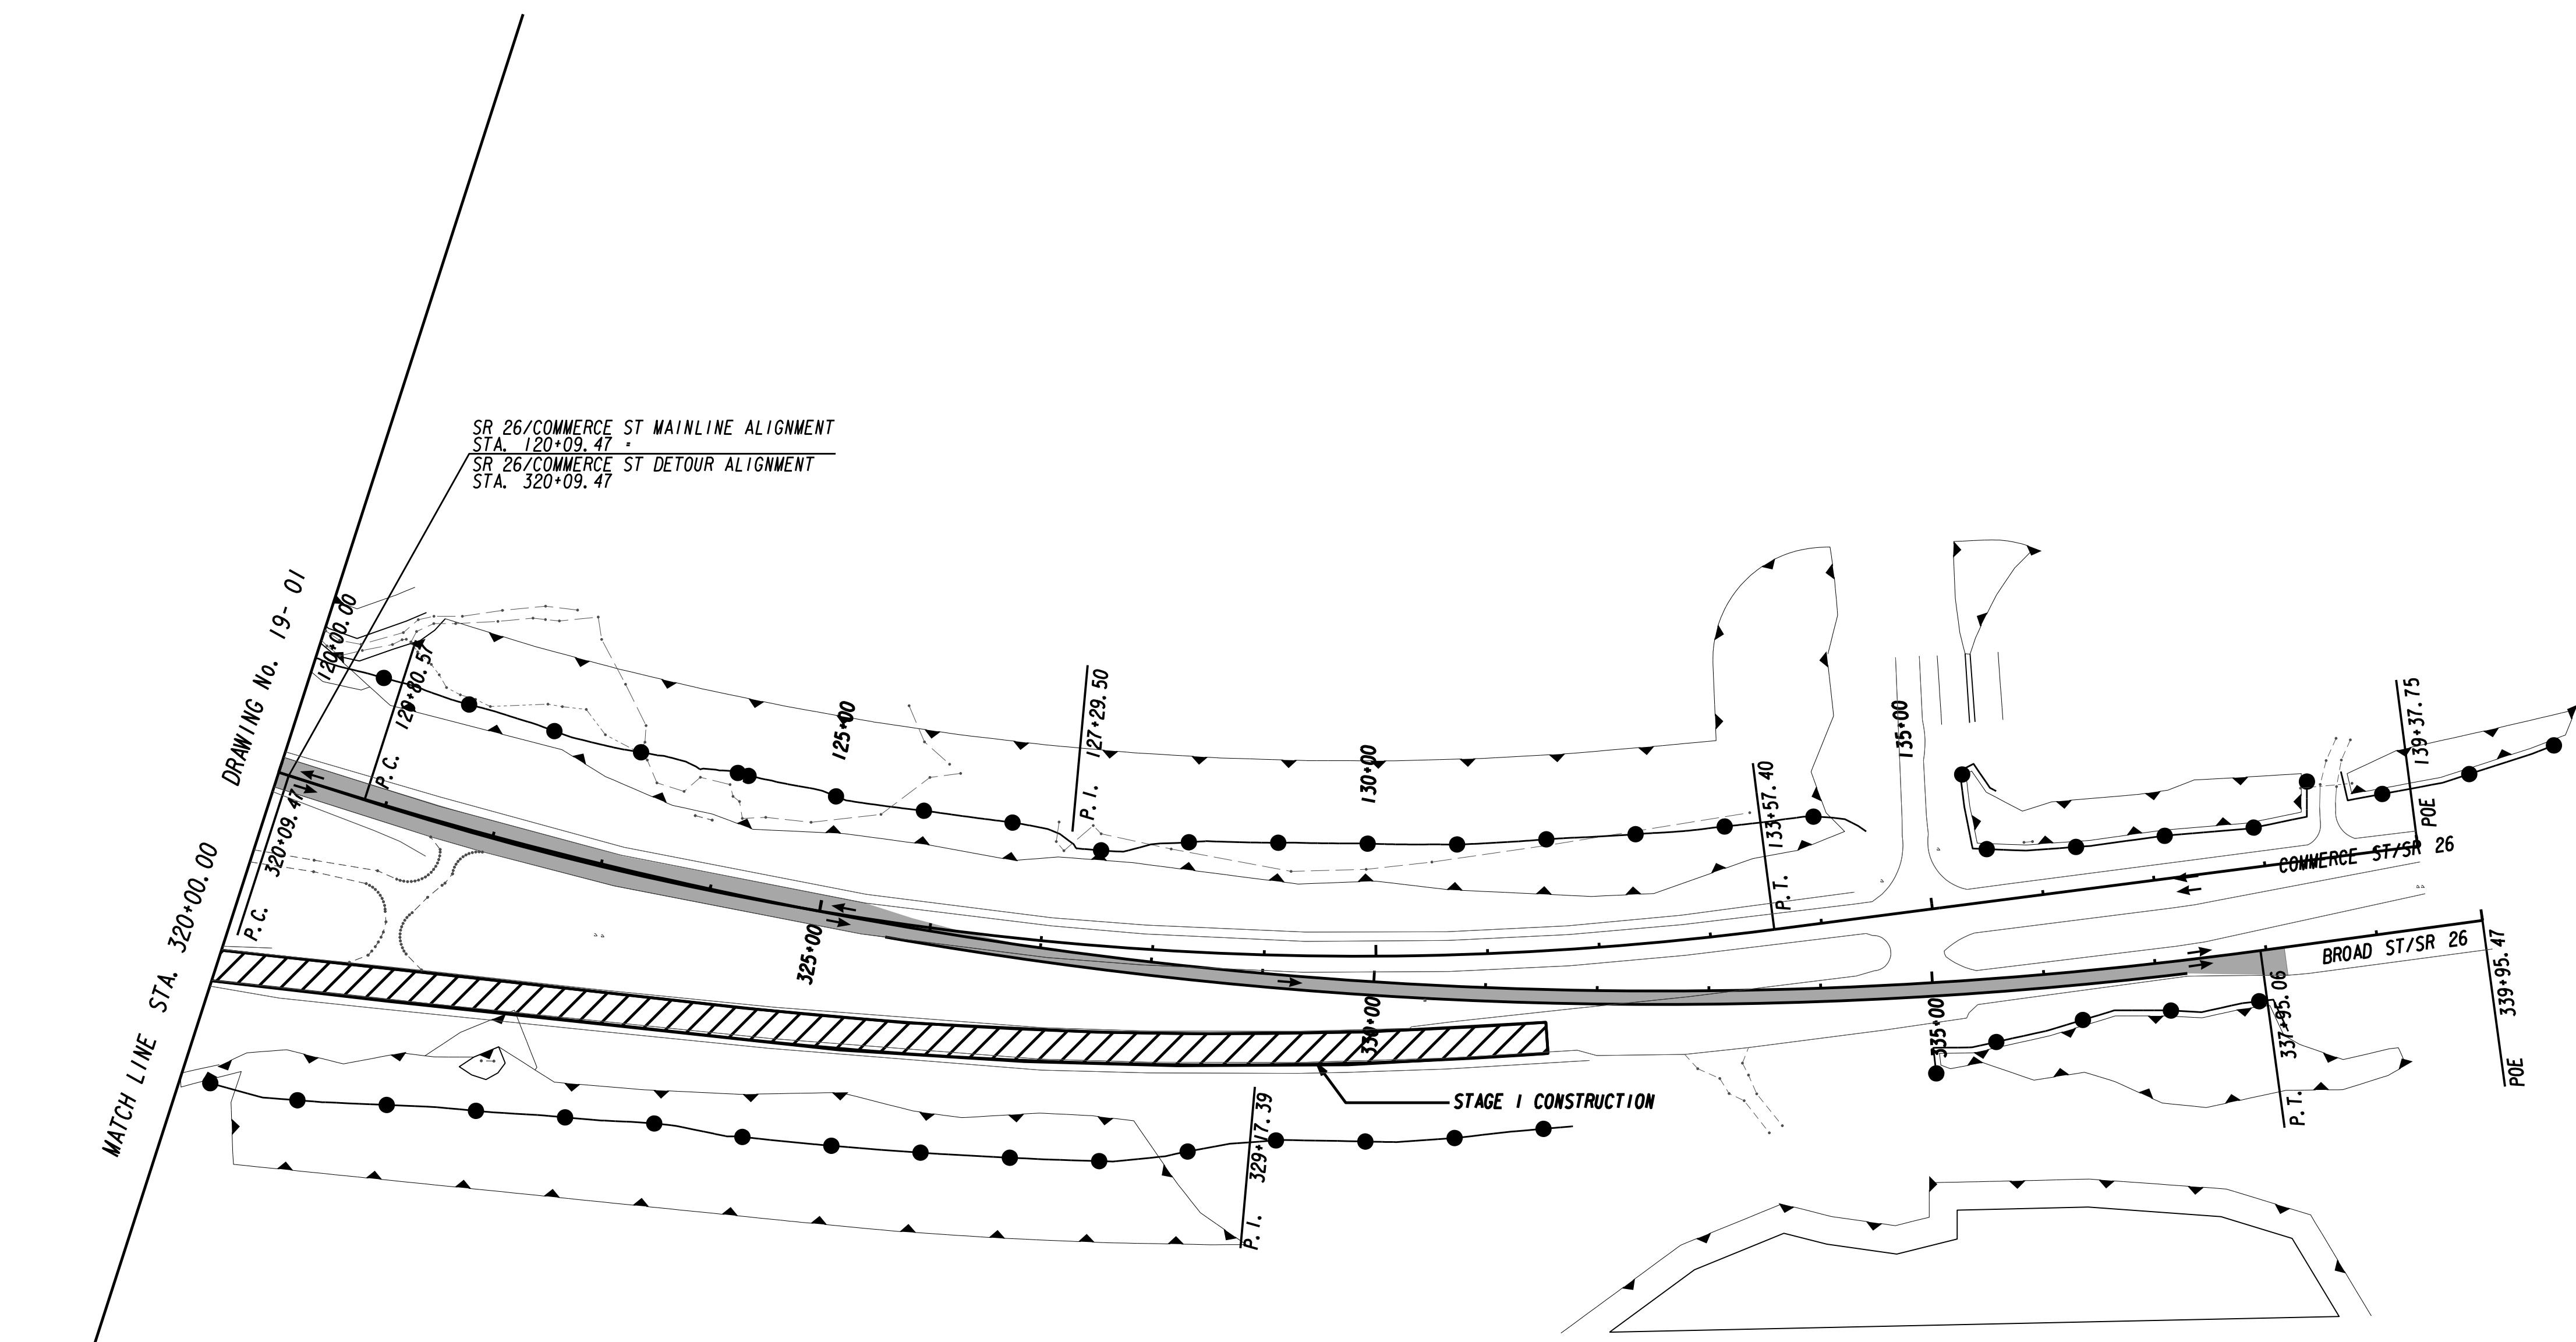 SR 26/COMMERCE ST MAINLINE ALIGNMENT
STA. 120+09.47 =
SR 26/COMMERCE ST DETOUR ALIGNMENT
STA. 320+09.47
MATCH LINE STA. 320+00.00 DRAWING No. 19-01
120+00.00
P.C. 120+80.57
P.C. 320+09.47
125+00
325+00
P.I. 127+29.50
130+00
330+00
P.I. 329+17.39
STAGE 1 CONSTRUCTION
P.T. 133+57.40
135+00
335+00
COMMERCE ST/SR 26
POE 139+37.75
BROAD ST/SR 26
P.T. 337+95.06
POE 339+95.47